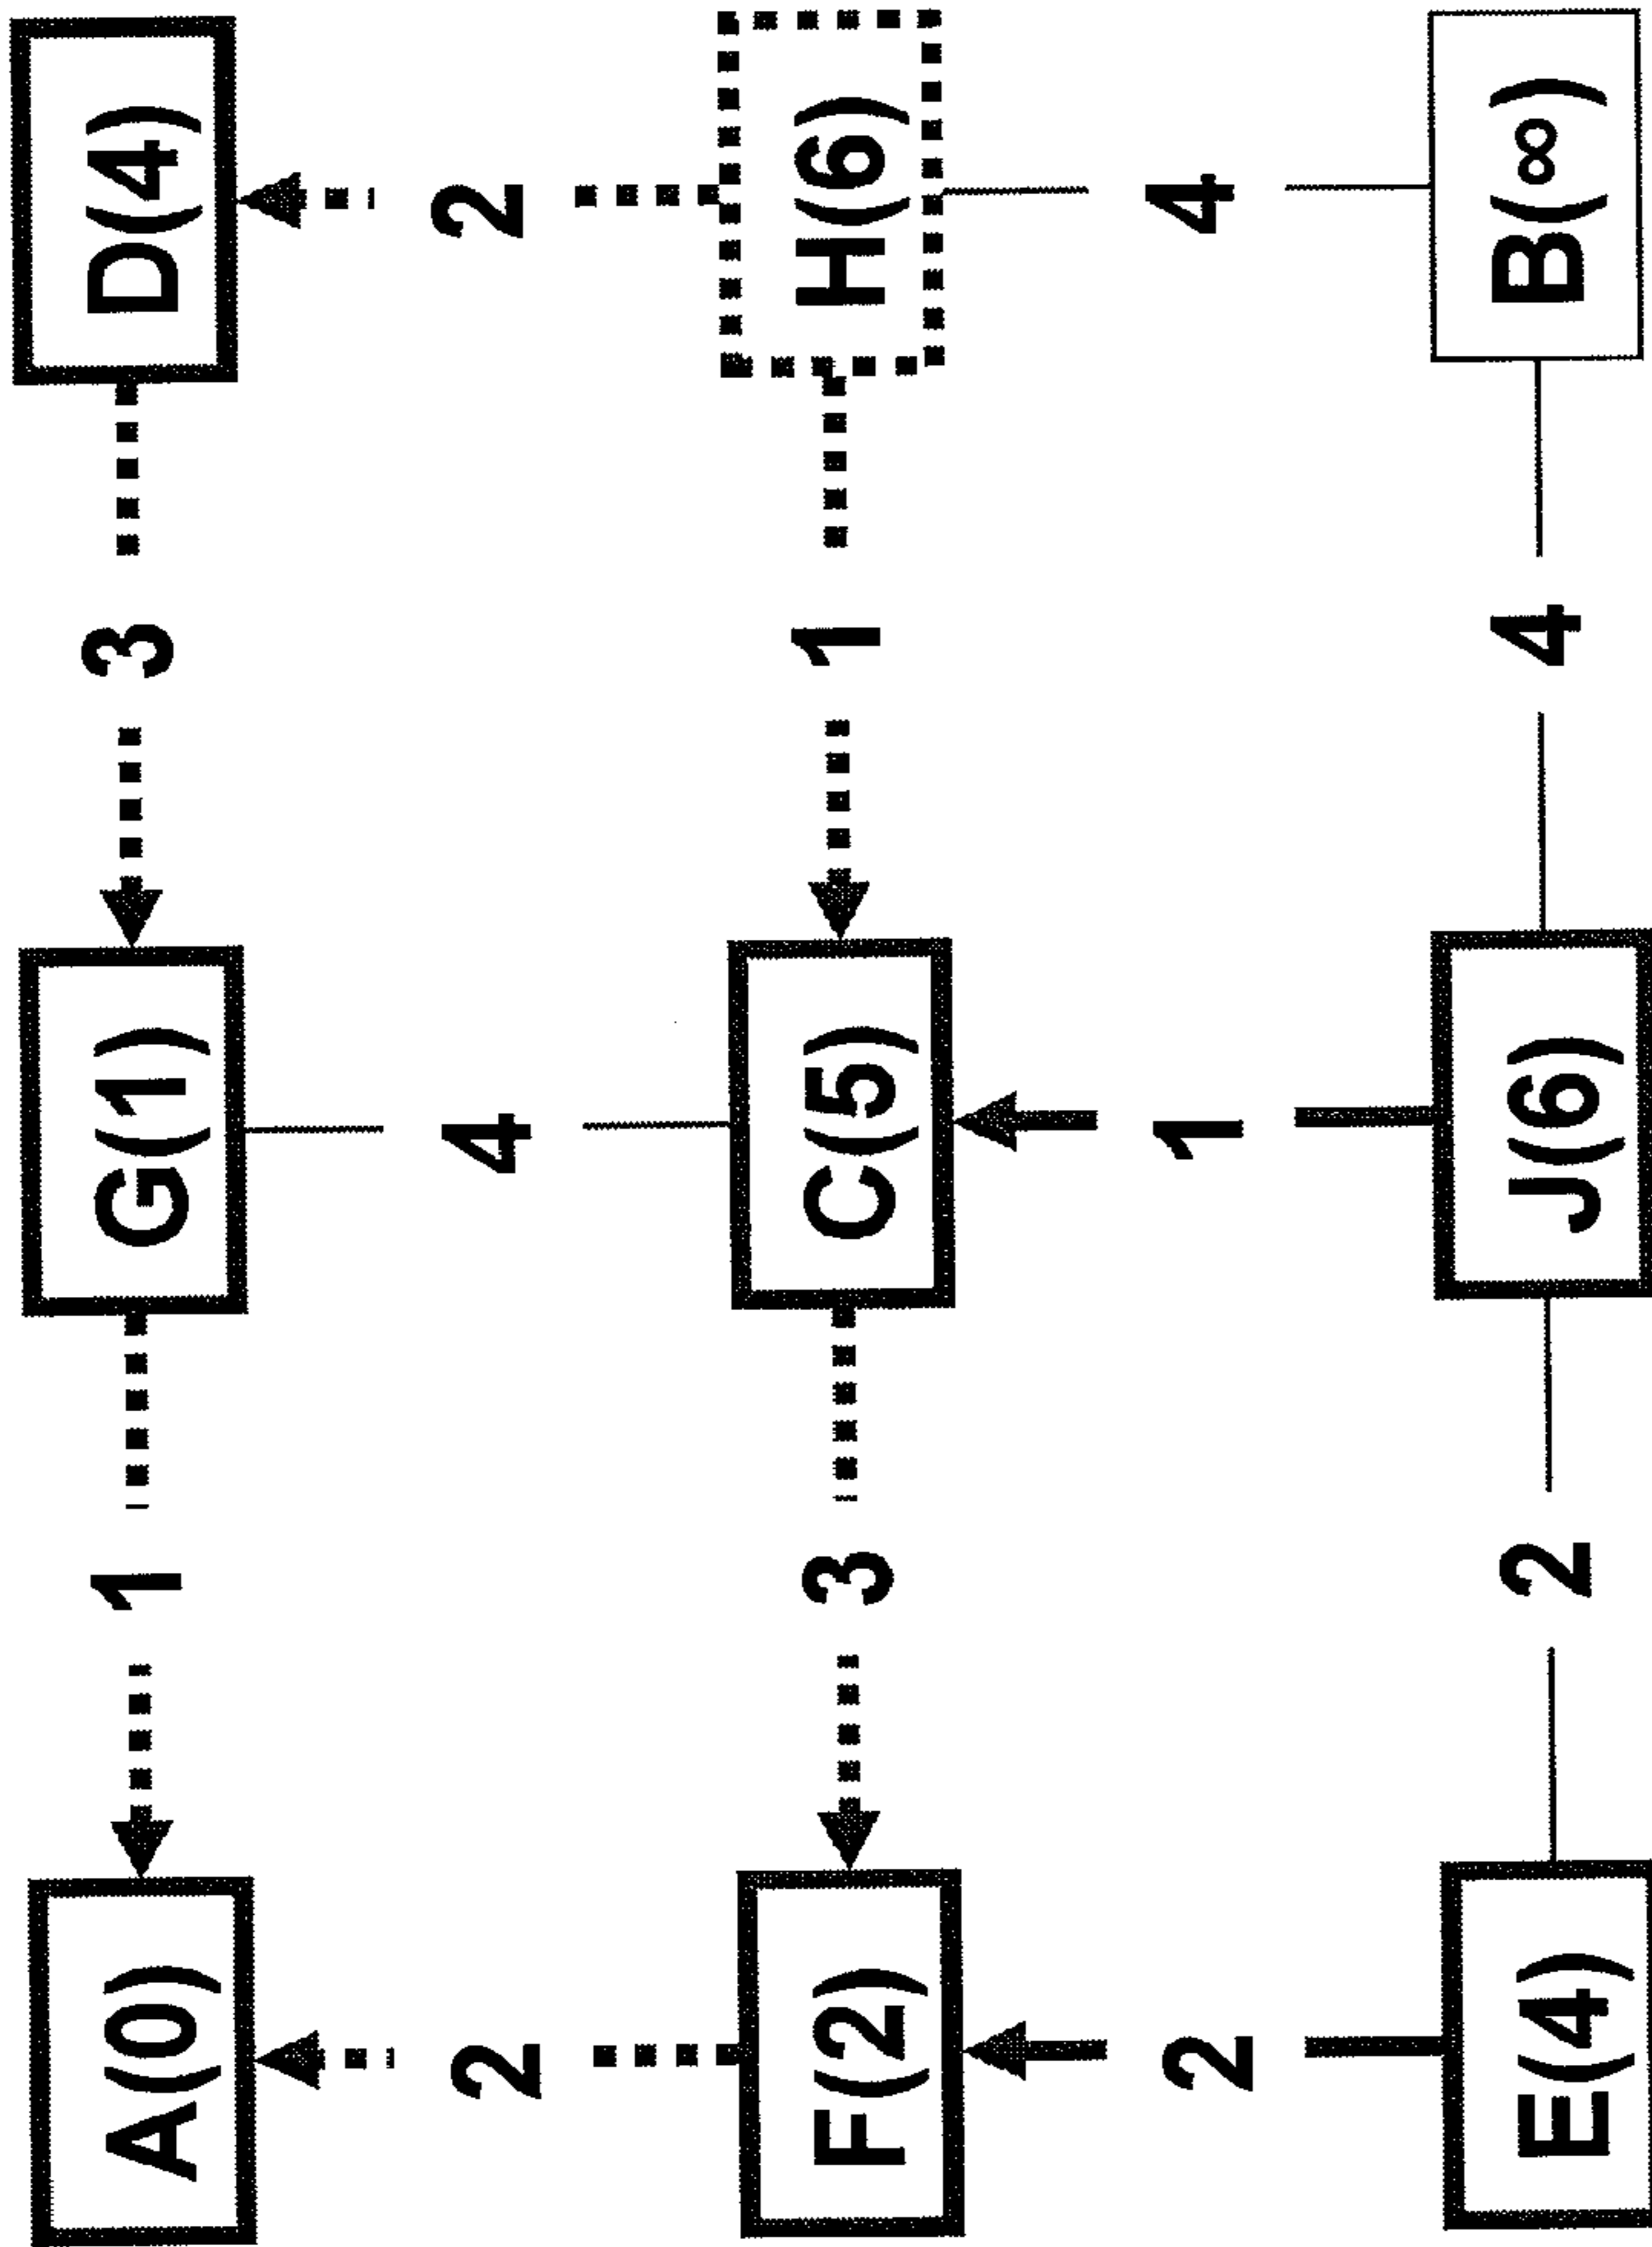 A(0) 1 G(1) 3 D(4)
2 4 2
F(2) 3 C(5) 1 H(6)
2 1 4
E(4) 2 J(6) 4 B(∞)